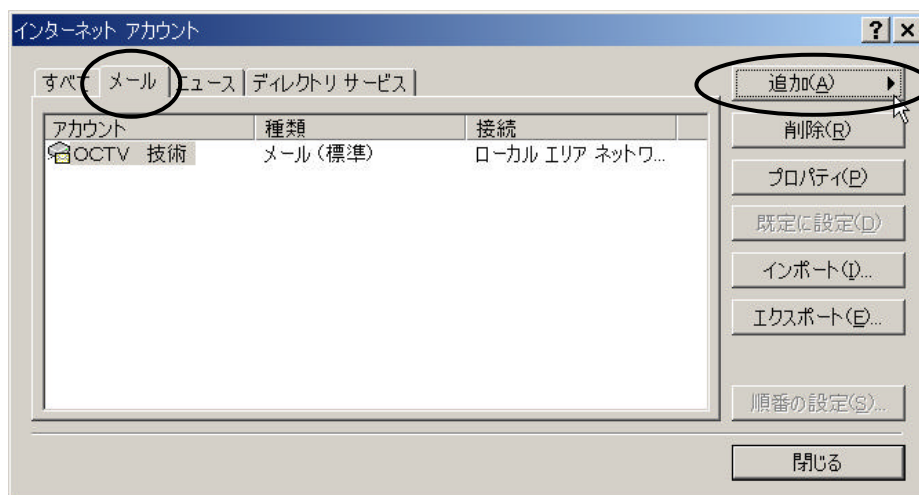 インターネット アカウント
すべて メール ニュース ディレクトリ サービス
追加(A)
アカウント 種類 接続
削除(R)
OCTV 技術 メール (標準) ローカル エリア ネットワ...
プロパティ(P)
既定に設定(D)
インポート(I)...
エクスポート(E)...
順番の設定(S)...
閉じる